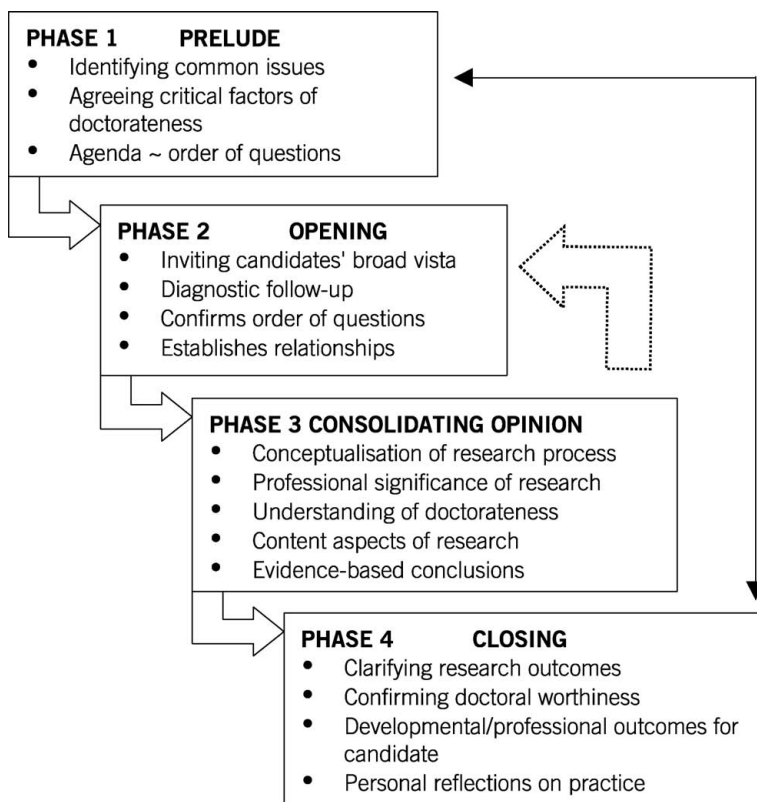 PHASE 1 PRELUDE
• Identifying common issues
• Agreeing critical factors of
doctorateness
• Agenda ~ order of questions
PHASE 2 OPENING
• Inviting candidates' broad vista
• Diagnostic follow-up
• Confirms order of questions
• Establishes relationships
PHASE 3 CONSOLIDATING OPINION
• Conceptualisation of research process
• Professional significance of research
• Understanding of doctorateness
• Content aspects of research
• Evidence-based conclusions
PHASE 4 CLOSING
• Clarifying research outcomes
• Confirming doctoral worthiness
• Developmental/professional outcomes for
candidate
• Personal reflections on practice